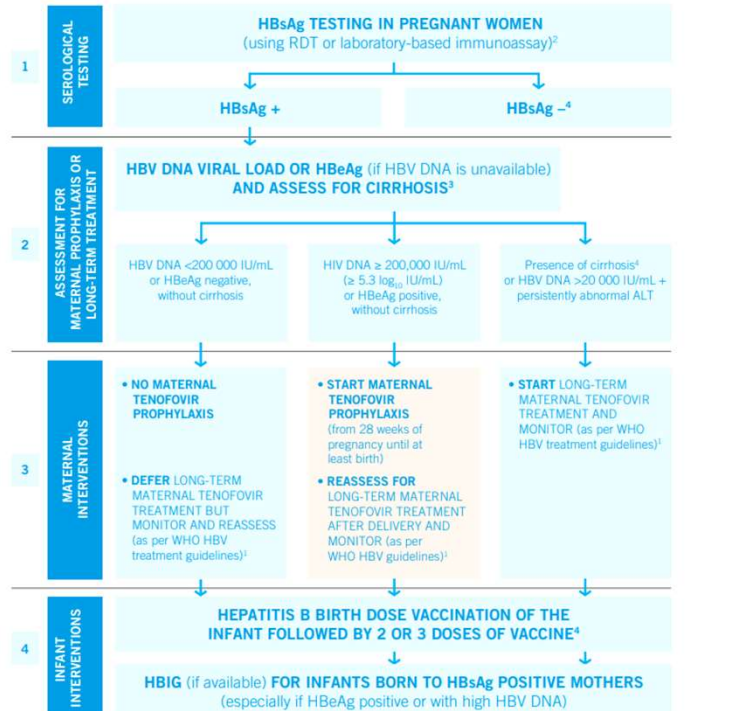 1
SEROLOGICAL
TESTING
HBsAg TESTING IN PREGNANT WOMEN
(using RDT or laboratory-based immunoassay)²
HBsAg +
HBsAg –⁴
2
ASSESSMENT FOR
MATERNAL PROPHYLAXIS OR
LONG-TERM TREATMENT
HBV DNA VIRAL LOAD OR HBeAg (if HBV DNA is unavailable)
AND ASSESS FOR CIRRHOSIS³
HBV DNA <200 000 IU/mL
or HBeAg negative,
without cirrhosis
HIV DNA ≥ 200,000 IU/mL
(≥ 5.3 log₁₀ IU/mL)
or HBeAg positive,
without cirrhosis
Presence of cirrhosis⁴
or HBV DNA >20 000 IU/mL +
persistently abnormal ALT
3
MATERNAL
INTERVENTIONS
• NO MATERNAL
TENOFOVIR
PROPHYLAXIS
• DEFER LONG-TERM
MATERNAL TENOFOVIR
TREATMENT BUT
MONITOR AND REASSESS
(as per WHO HBV
treatment guidelines)¹
• START MATERNAL
TENOFOVIR
PROPHYLAXIS
(from 28 weeks of
pregnancy until at
least birth)
• REASSESS FOR
LONG-TERM MATERNAL
TENOFOVIR TREATMENT
AFTER DELIVERY AND
MONITOR (as per
WHO HBV guidelines)¹
• START LONG-TERM
MATERNAL TENOFOVIR
TREATMENT AND
MONITOR (as per WHO
HBV treatment guidelines)¹
4
INFANT
INTERVENTIONS
HEPATITIS B BIRTH DOSE VACCINATION OF THE
INFANT FOLLOWED BY 2 OR 3 DOSES OF VACCINE⁴
HBIG (if available) FOR INFANTS BORN TO HBsAg POSITIVE MOTHERS
(especially if HBeAg positive or with high HBV DNA)